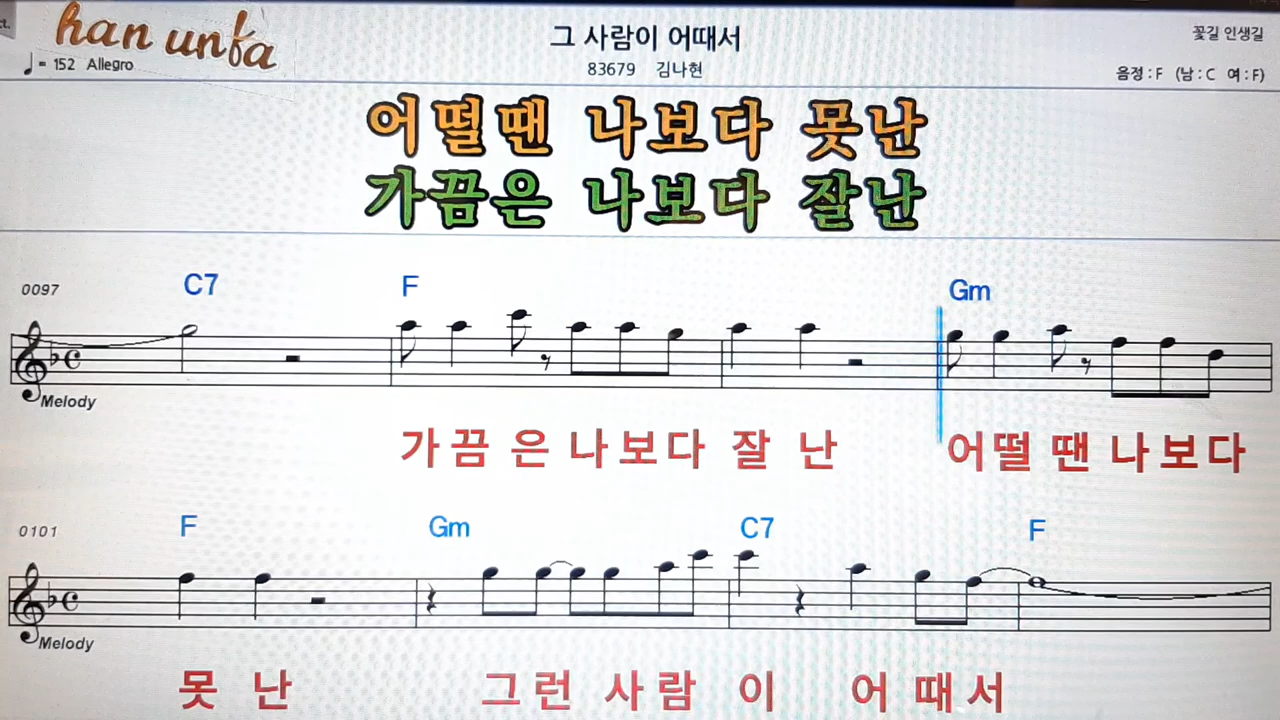 ct.
han unfa
그 사람이 어때서
꽃길 인생길
♩ = 152 Allegro
83679 김나현
음정 : F (남 : C 여 : F)
어떨땐 나보다 못난
가끔은 나보다 잘난
0097 C7 F Gm
Melody
가끔은나보다 잘 난 어떨땐나보다
0101 F Gm C7 F
Melody
못 난 그런 사람 이 어때서